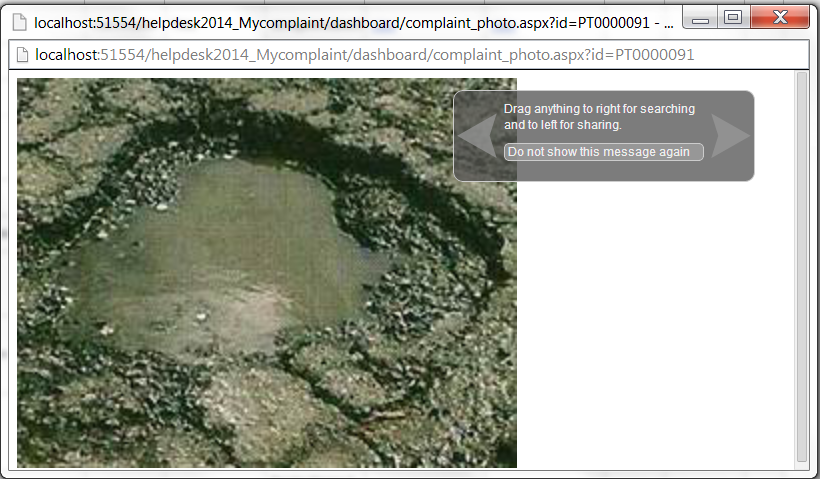 localhost:51554/helpdesk2014_Mycomplaint/dashboard/complaint_photo.aspx?id=PT0000091 - ...
localhost:51554/helpdesk2014_Mycomplaint/dashboard/complaint_photo.aspx?id=PT0000091
Drag anything to right for searching
and to left for sharing.
Do not show this message again